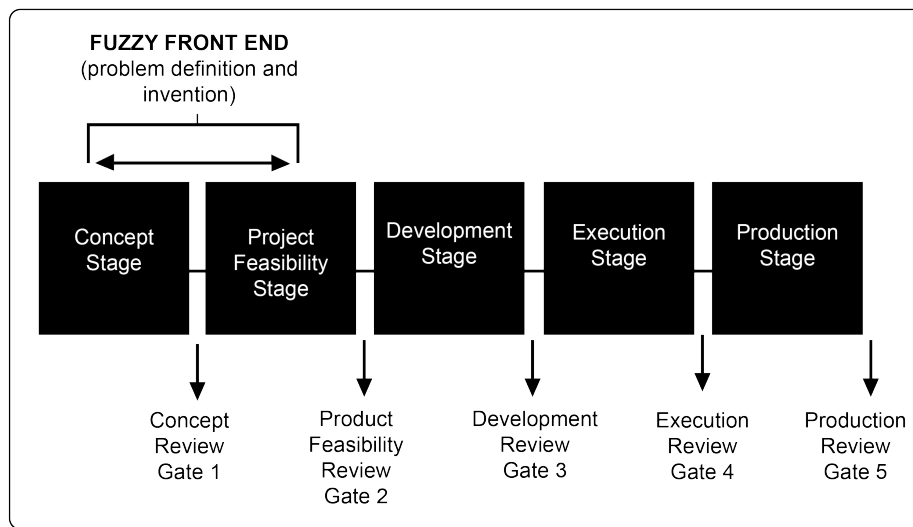 FUZZY FRONT END
(problem definition and
invention)
Concept
Stage
Project
Feasibility
Stage
Development
Stage
Execution
Stage
Production
Stage
Concept
Review
Gate 1
Product
Feasibility
Review
Gate 2
Development
Review
Gate 3
Execution
Review
Gate 4
Production
Review
Gate 5